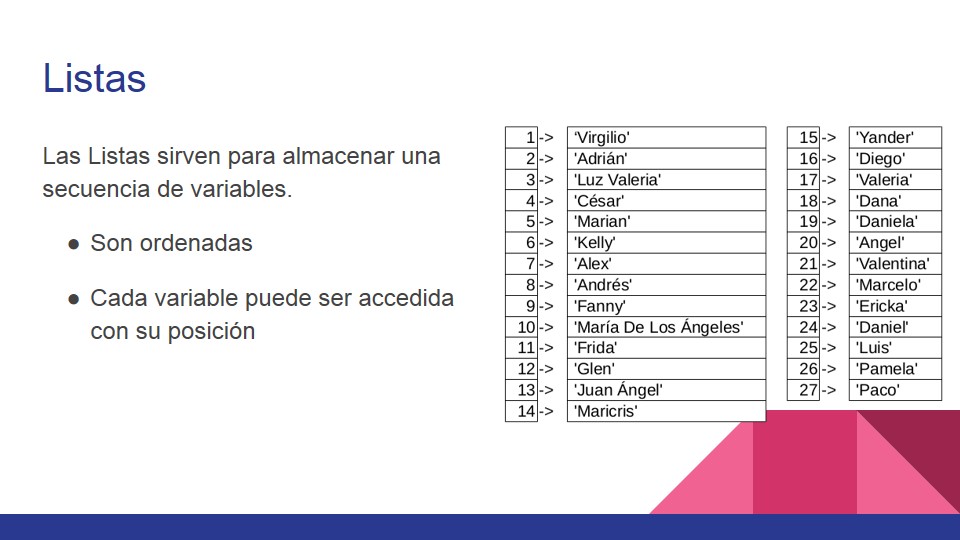 Listas
Las Listas sirven para almacenar una
secuencia de variables.
● Son ordenadas
● Cada variable puede ser accedida
con su posición
1 -> ‘Virgilio'
2 -> 'Adrián'
3 -> 'Luz Valeria'
4 -> 'César'
5 -> 'Marian'
6 -> 'Kelly'
7 -> 'Alex'
8 -> 'Andrés'
9 -> 'Fanny'
10 -> 'María De Los Ángeles'
11 -> 'Frida'
12 -> 'Glen'
13 -> 'Juan Ángel'
14 -> 'Maricris'
15 -> 'Yander'
16 -> 'Diego'
17 -> 'Valeria'
18 -> 'Dana'
19 -> 'Daniela'
20 -> 'Angel'
21 -> 'Valentina'
22 -> 'Marcelo'
23 -> 'Ericka'
24 -> 'Daniel'
25 -> 'Luis'
26 -> 'Pamela'
27 -> 'Paco'